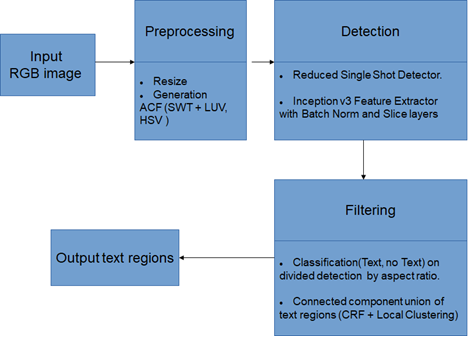 Input
RGB image
Preprocessing
• Resize
• Generation
ACF (SWT + LUV,
HSV )
Detection
• Reduced Single Shot Detector.
• Inception v3 Feature Extractor
with Batch Norm and Slice layers
Filtering
• Classification(Text, no Text) on
divided detection by aspect ratio.
• Connected component union of
text regions (CRF + Local Clustering)
Output text regions